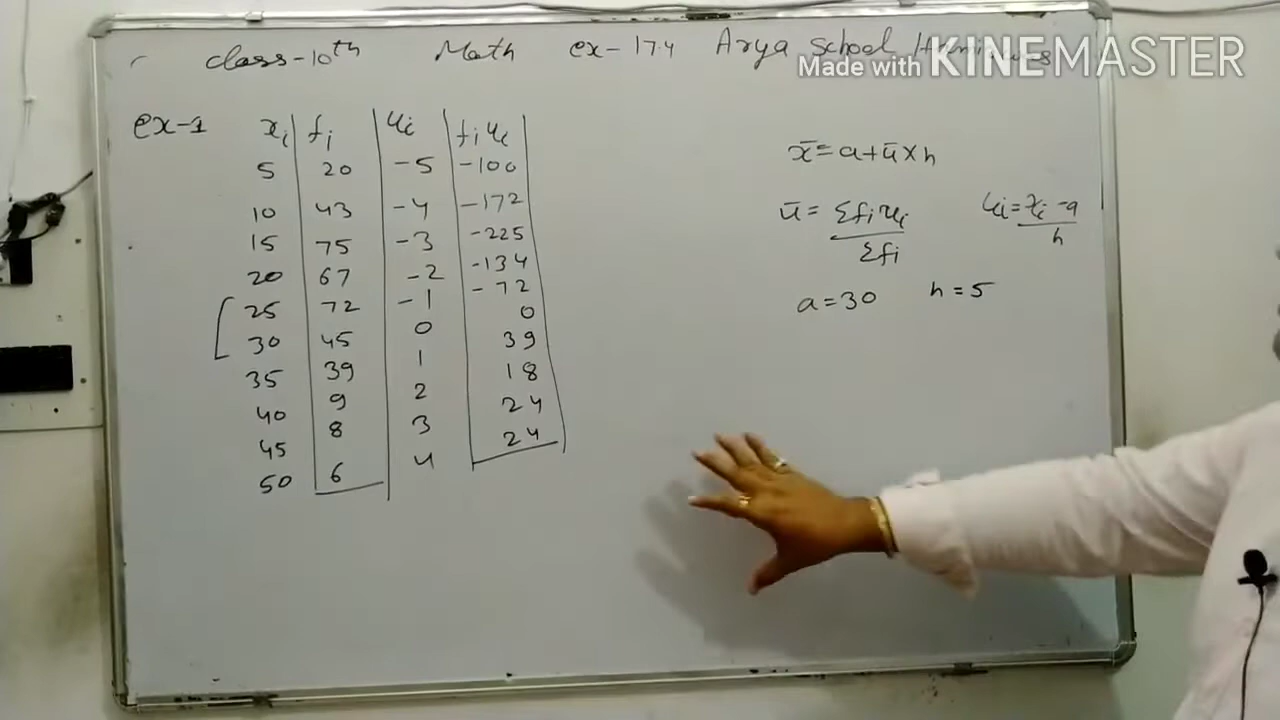 class-10th Math ex-17.4 Arya School
Made with KINEMASTER
ex-1 xi fi ui fiui
5 20 -5 -100
10 43 -4 -172
15 75 -3 -225
20 67 -2 -134
25 72 -1 -72
30 45 0 0
35 39 1 39
40 9 2 18
45 8 3 24
50 6 4 24
x̄=a+ū×h
ū=Σfiui/Σfi ui=xi-a/h
a=30 h=5